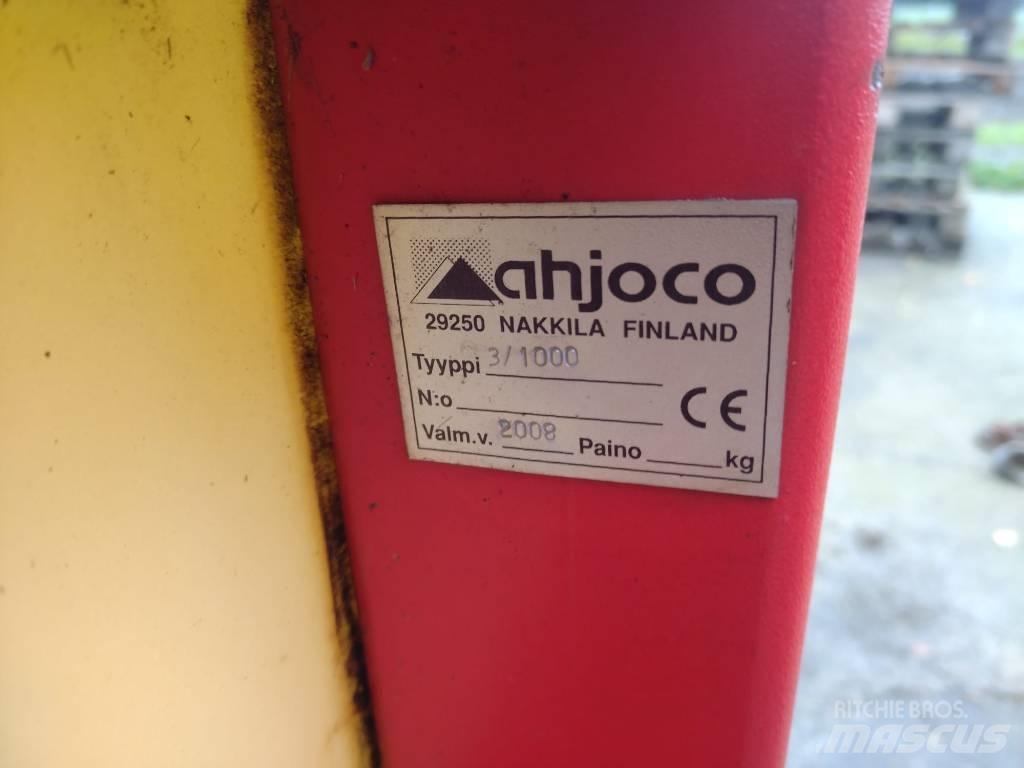 ahjoco
29250 NAKKILA FINLAND
Tyyppi 3/1000
N:o
CE
Valm.v. 2008 Paino kg
RITCHIE BROS.
MASCUS